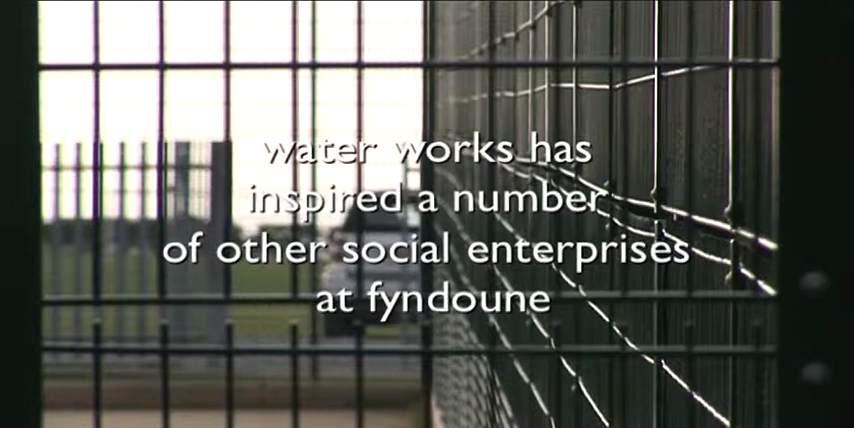 water works has
inspired a number
of other social enterprises
at fyndoune